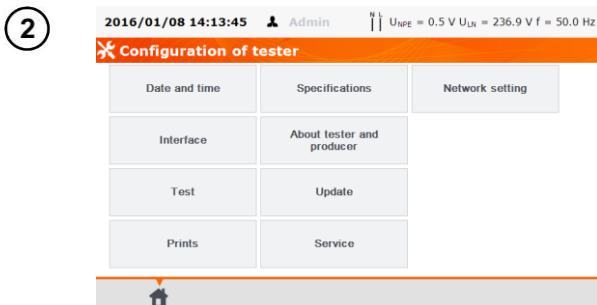 2
2016/01/08 14:13:45 Admin N L UNPE = 0.5 V ULN = 236.9 V f = 50.0 Hz
Configuration of tester
Date and time Specifications Network setting
Interface About tester and
producer
Test Update
Prints Service